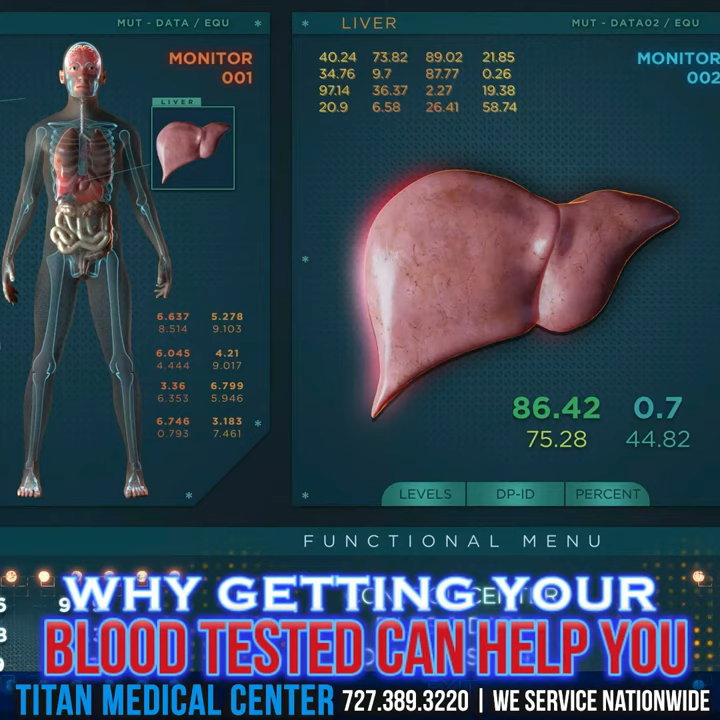 MUT - DATA / EQU *
MONITOR
001
LIVER
6.637 5.278
8.514 9.103
6.045 4.21
4.444 9.017
3.36 6.799
6.353 5.946
6.746 3.183
0.793 7.461
*
*
* LIVER MUT - DATA02 / EQU
40.24 73.82 89.02 21.85
34.76 9.7 87.77 0.26
97.14 36.37 2.27 19.38
20.9 6.58 26.41 58.74
MONITOR
002
*
86.42 0.7
75.28 44.82
*
LEVELS DP-ID PERCENT
FUNCTIONAL MENU
WHY GETTING YOUR
BLOOD TESTED CAN HELP YOU
TITAN MEDICAL CENTER 727.389.3220 | WE SERVICE NATIONWIDE